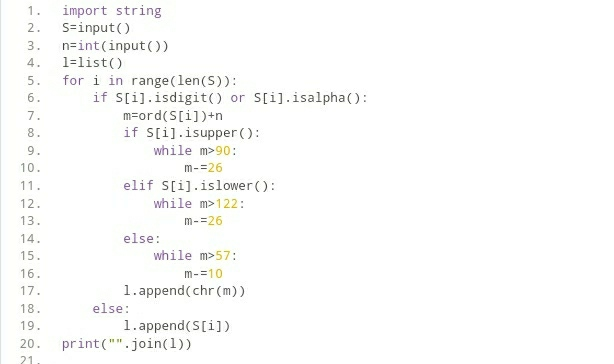 1. import string
2. S=input()
3. n=int(input())
4. l=list()
5. for i in range(len(S)):
6.     if S[i].isdigit() or S[i].isalpha():
7.         m=ord(S[i])+n
8.         if S[i].isupper():
9.             while m>90:
10.                 m-=26
11.         elif S[i].islower():
12.             while m>122:
13.                 m-=26
14.         else:
15.             while m>57:
16.                 m-=10
17.         l.append(chr(m))
18.     else:
19.         l.append(S[i])
20. print("".join(l))
21.